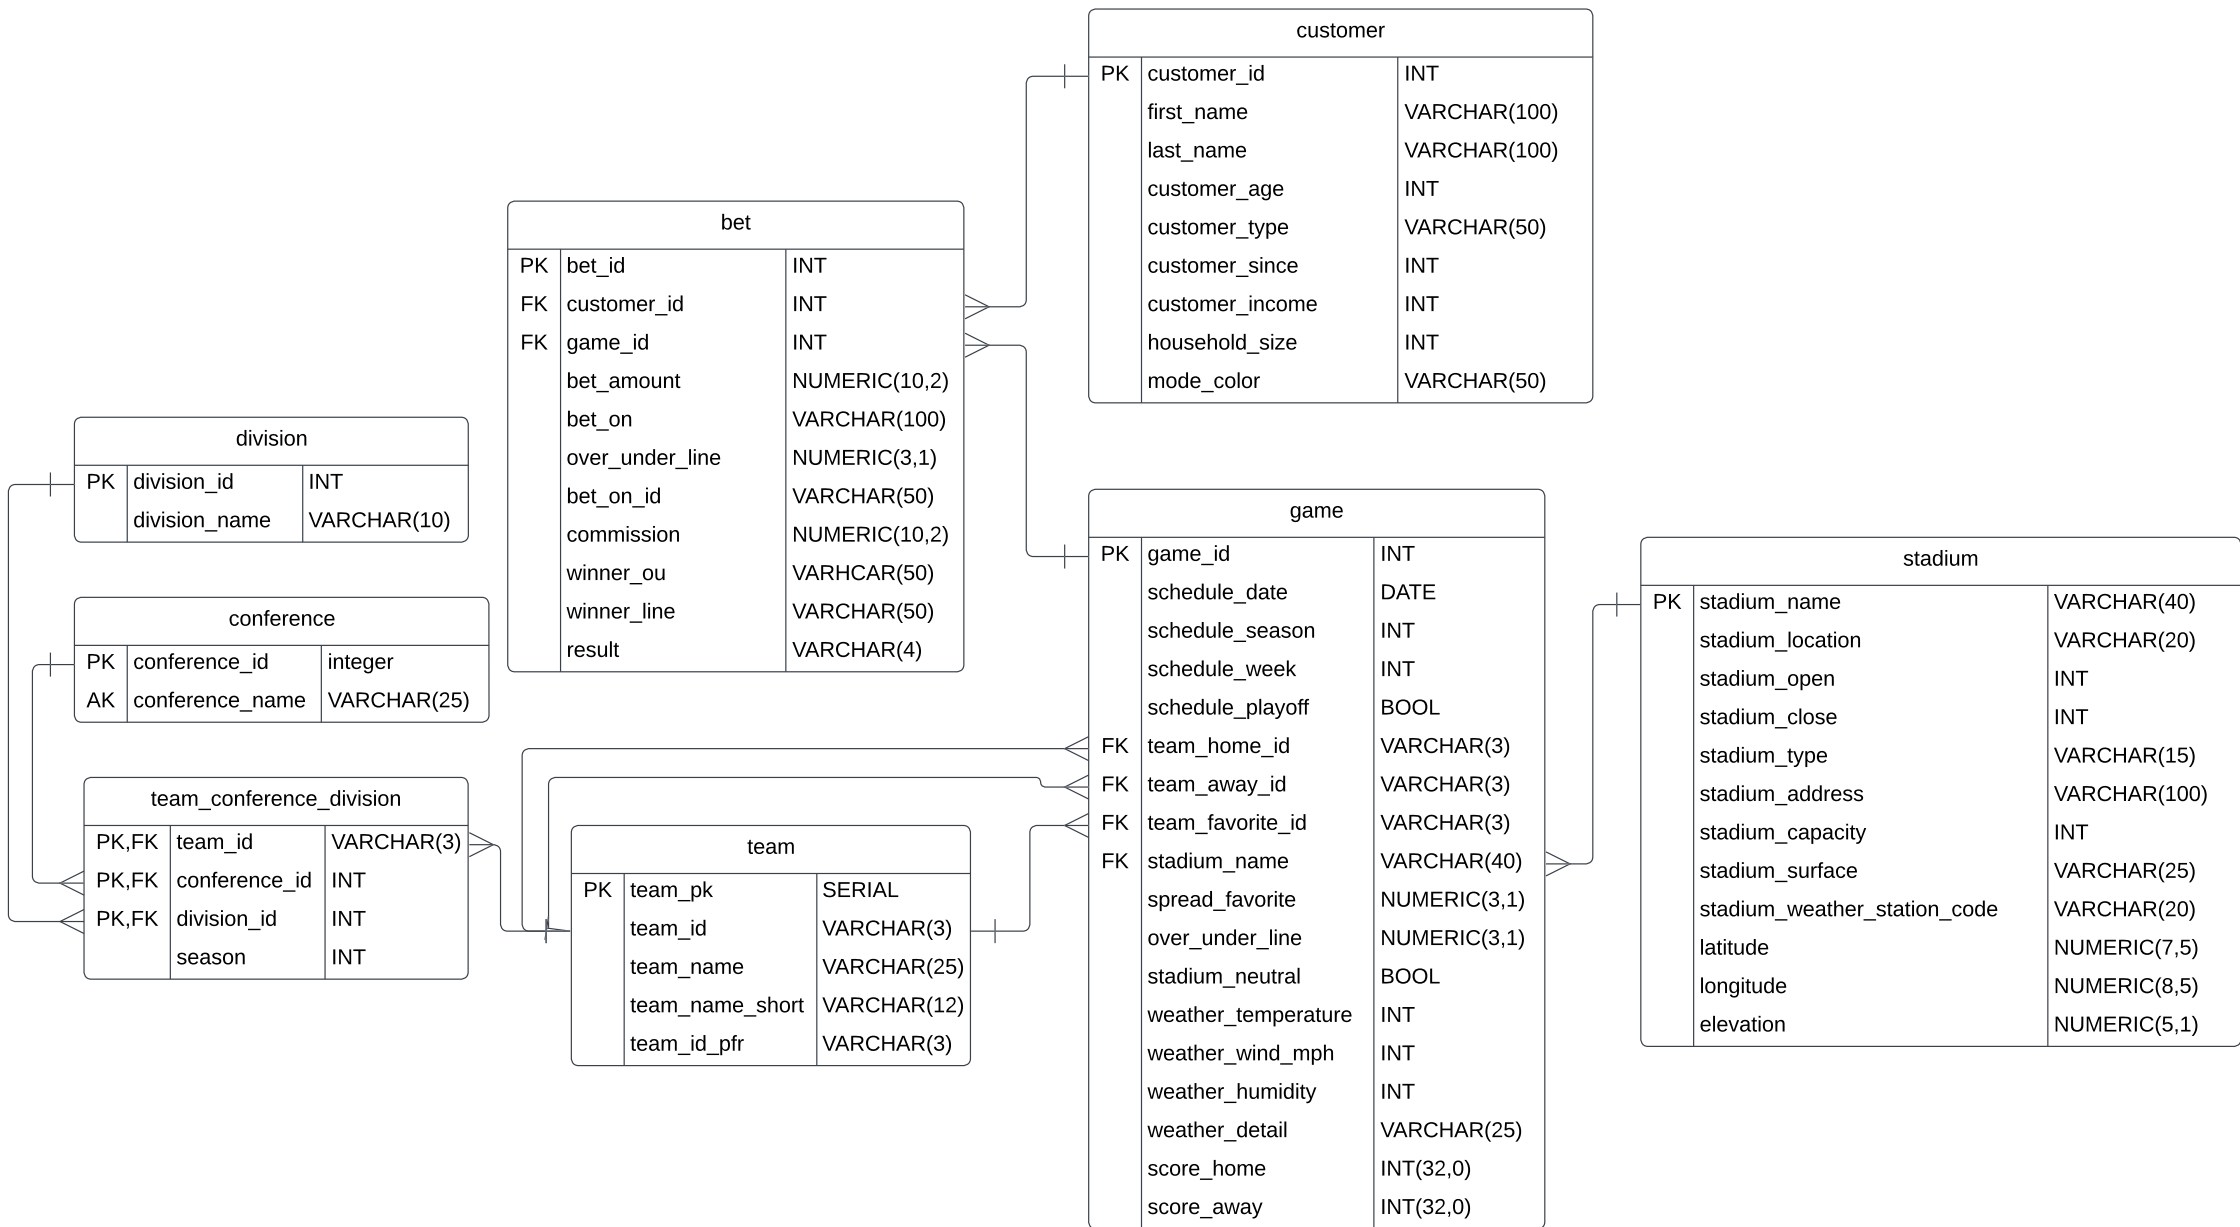 customer
PK customer_id INT
first_name VARCHAR(100)
last_name VARCHAR(100)
customer_age INT
customer_type VARCHAR(50)
customer_since INT
customer_income INT
household_size INT
mode_color VARCHAR(50)
bet
PK bet_id INT
FK customer_id INT
FK game_id INT
bet_amount NUMERIC(10,2)
bet_on VARCHAR(100)
over_under_line NUMERIC(3,1)
bet_on_id VARCHAR(50)
commission NUMERIC(10,2)
winner_ou VARHCAR(50)
winner_line VARCHAR(50)
result VARCHAR(4)
division
PK division_id INT
division_name VARCHAR(10)
conference
PK conference_id integer
AK conference_name VARCHAR(25)
team_conference_division
PK,FK team_id VARCHAR(3)
PK,FK conference_id INT
PK,FK division_id INT
season INT
team
PK team_pk SERIAL
team_id VARCHAR(3)
team_name VARCHAR(25)
team_name_short VARCHAR(12)
team_id_pfr VARCHAR(3)
game
PK game_id INT
schedule_date DATE
schedule_season INT
schedule_week INT
schedule_playoff BOOL
FK team_home_id VARCHAR(3)
FK team_away_id VARCHAR(3)
FK team_favorite_id VARCHAR(3)
FK stadium_name VARCHAR(40)
spread_favorite NUMERIC(3,1)
over_under_line NUMERIC(3,1)
stadium_neutral BOOL
weather_temperature INT
weather_wind_mph INT
weather_humidity INT
weather_detail VARCHAR(25)
score_home INT(32,0)
score_away INT(32,0)
stadium
PK stadium_name VARCHAR(40)
stadium_location VARCHAR(20)
stadium_open INT
stadium_close INT
stadium_type VARCHAR(15)
stadium_address VARCHAR(100)
stadium_capacity INT
stadium_surface VARCHAR(25)
stadium_weather_station_code VARCHAR(20)
latitude NUMERIC(7,5)
longitude NUMERIC(8,5)
elevation NUMERIC(5,1)